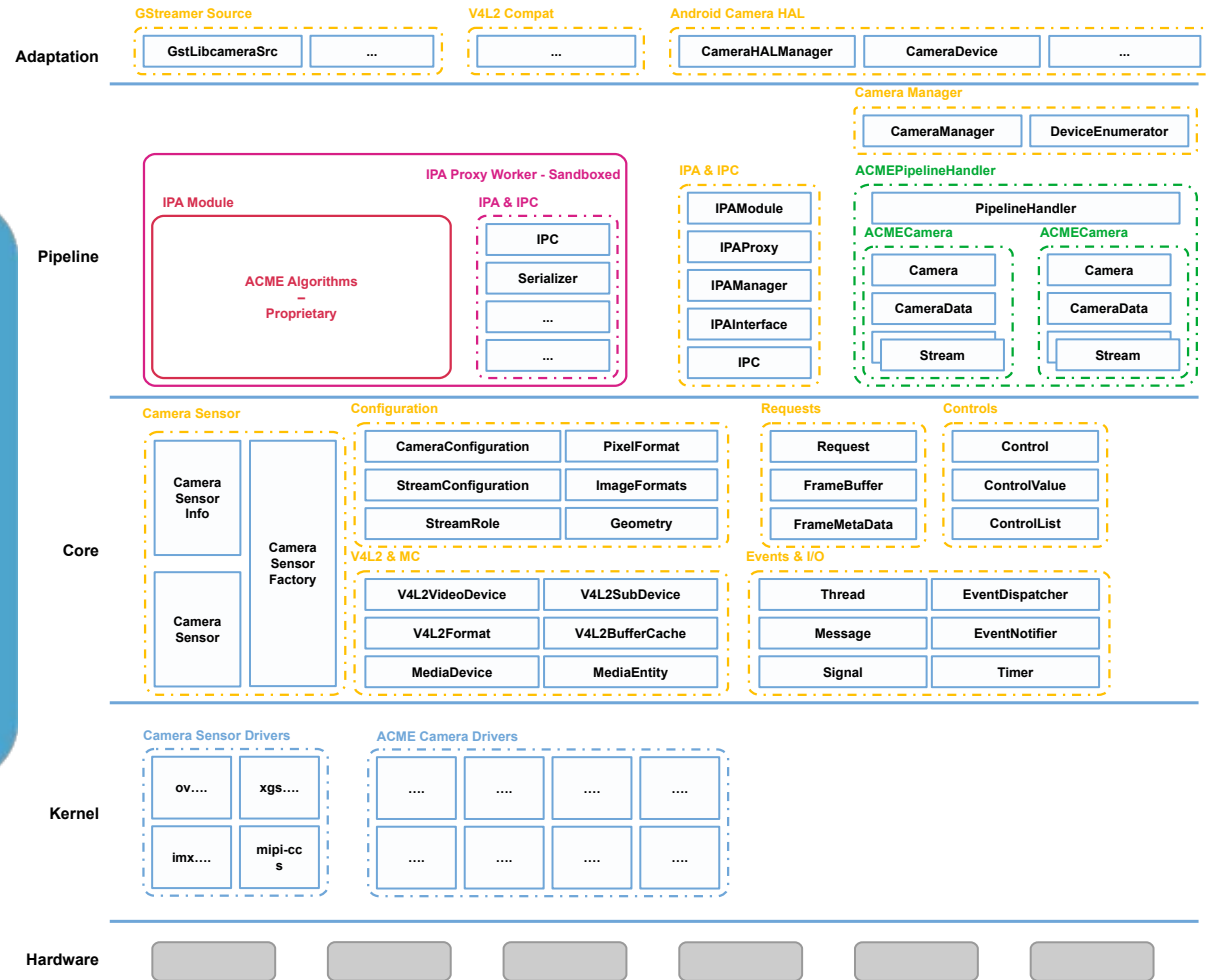 GStreamer Source
V4L2 Compat
Android Camera HAL
Adaptation
GstLibcameraSrc
...
...
CameraHALManager
CameraDevice
...
Camera Manager
CameraManager
DeviceEnumerator
Pipeline
IPA Proxy Worker - Sandboxed
IPA Module
ACME Algorithms
–
Proprietary
IPA & IPC
IPC
Serializer
...
...
IPA & IPC
IPAModule
IPAProxy
IPAManager
IPAInterface
IPC
ACMEPipelineHandler
PipelineHandler
ACMECamera
Camera
CameraData
Stream
ACMECamera
Camera
CameraData
Stream
Core
Camera Sensor
Camera
Sensor
Info
Camera
Sensor
Camera
Sensor
Factory
Configuration
CameraConfiguration
PixelFormat
StreamConfiguration
ImageFormats
StreamRole
Geometry
Requests
Request
FrameBuffer
FrameMetaData
Controls
Control
ControlValue
ControlList
V4L2 & MC
V4L2VideoDevice
V4L2SubDevice
V4L2Format
V4L2BufferCache
MediaDevice
MediaEntity
Events & I/O
Thread
EventDispatcher
Message
EventNotifier
Signal
Timer
Kernel
Camera Sensor Drivers
ov....
xgs....
imx....
mipi-cc
s
ACME Camera Drivers
....
....
....
....
....
....
....
....
Hardware